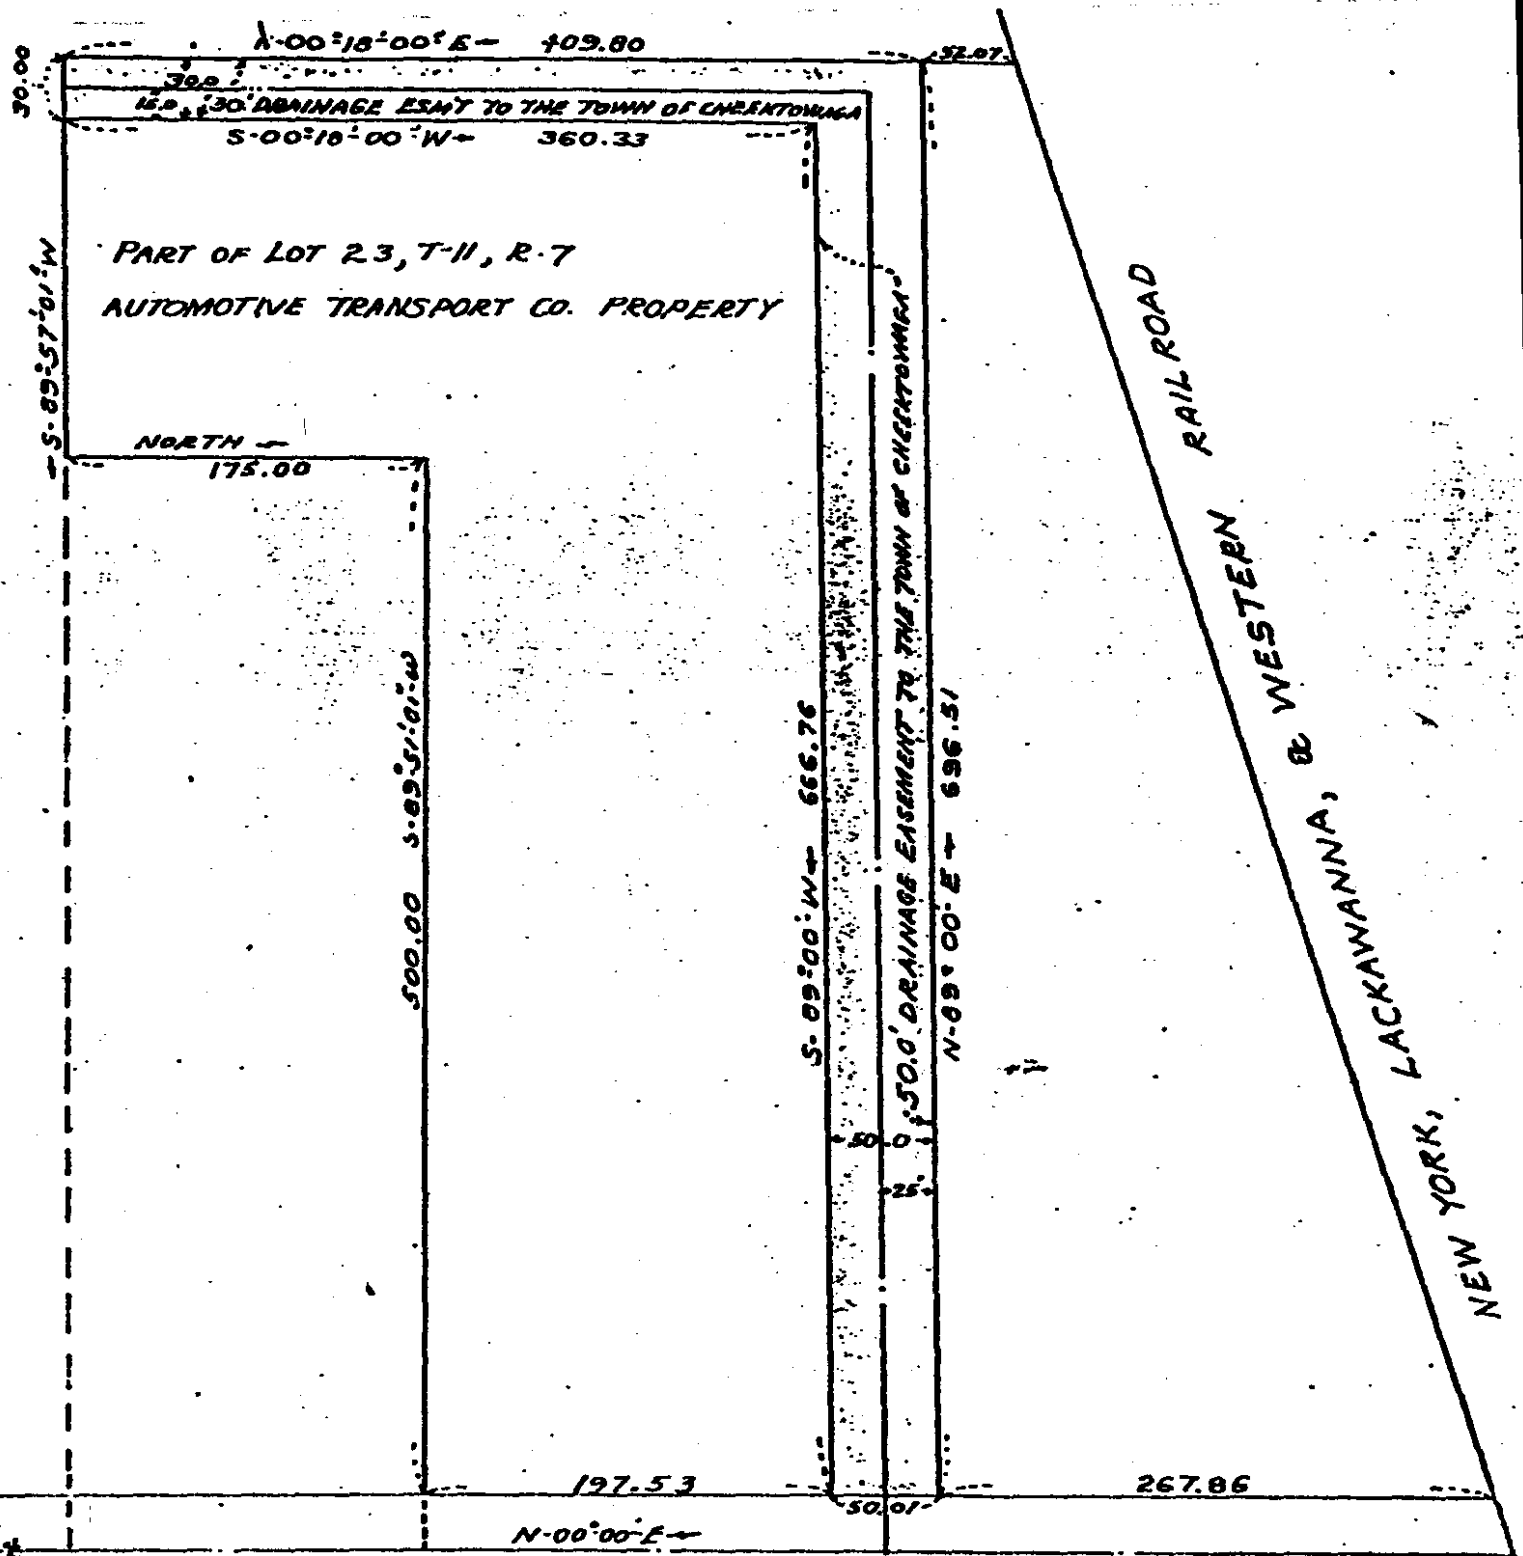 N-00°18'00"E 409.80
52.07
30.00
30.0
15.0 30' DRAINAGE ESM'T TO THE TOWN OF CHEEKTOWAGA
S-00°18'-00"W 360.33
PART OF LOT 23, T-11, R-7
AUTOMOTIVE TRANSPORT CO. PROPERTY
S-89°57'01"W
NORTH
175.00
500.00 S-89°51'01"W
S-89°00'W 666.76
50.0' DRAINAGE EASEMENT TO THE TOWN OF CHEEKTOWAGA
N-89°00'E 696.51
50.0
25'
NEW YORK, LACKAWANNA, & WESTERN RAILROAD
197.53
50.01
267.86
N-00°00'E